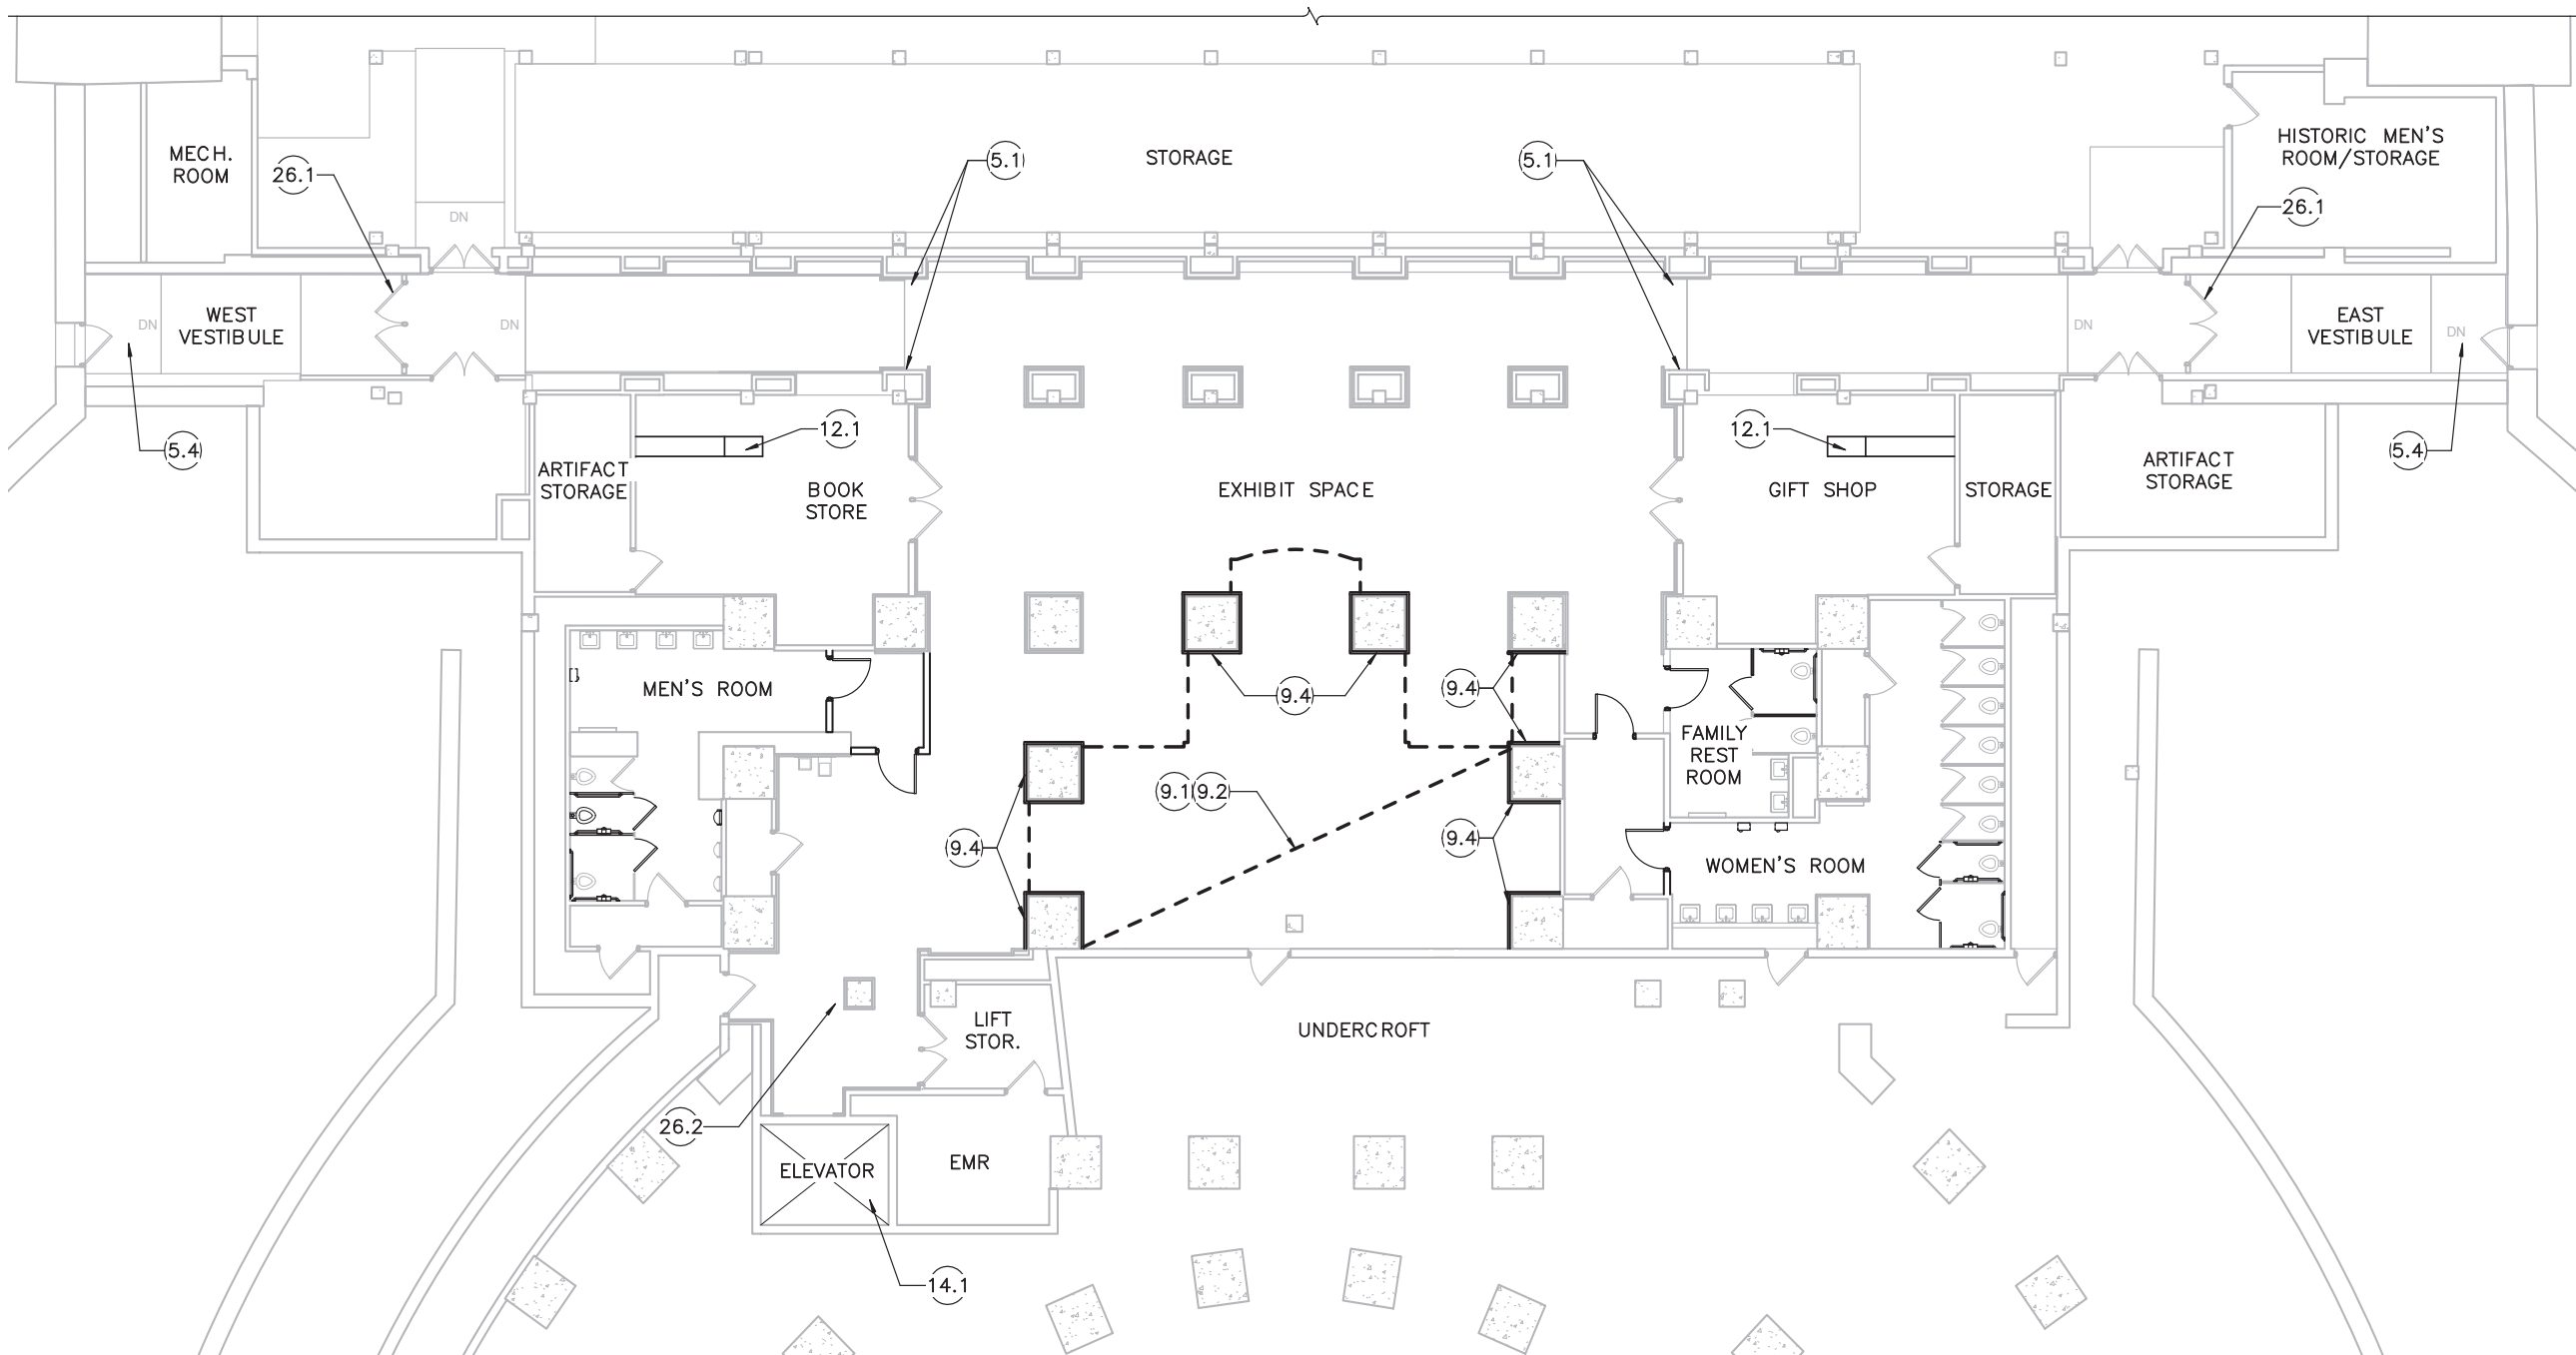 STORAGE
5.1
5.1
MECH.
ROOM
26.1
HISTORIC MEN'S
ROOM/STORAGE
26.1
DN
WEST
VESTIBULE
DN
DN
DN
EAST
VESTIBULE
DN
5.4
12.1
12.1
5.4
ARTIFACT
STORAGE
BOOK
STORE
EXHIBIT SPACE
GIFT SHOP
STORAGE
ARTIFACT
STORAGE
MEN'S ROOM
9.4
9.4
FAMILY
REST
ROOM
9.1
9.2
9.4
9.4
WOMEN'S ROOM
LIFT
STOR.
UNDERCROFT
26.2
ELEVATOR
EMR
14.1